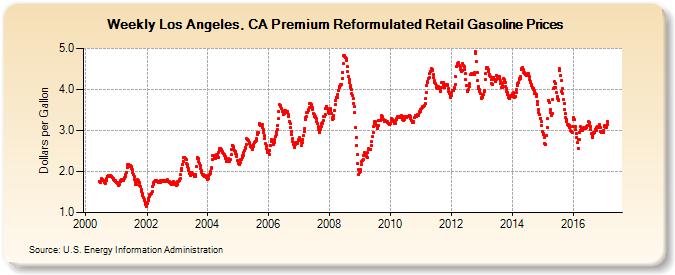 Weekly Los Angeles, CA Premium Reformulated Retail Gasoline Prices
Dollars per Gallon
5.0
4.0
3.0
2.0
1.0
2000 2002 2004 2006 2008 2010 2012 2014 2016
Source: U.S. Energy Information Administration